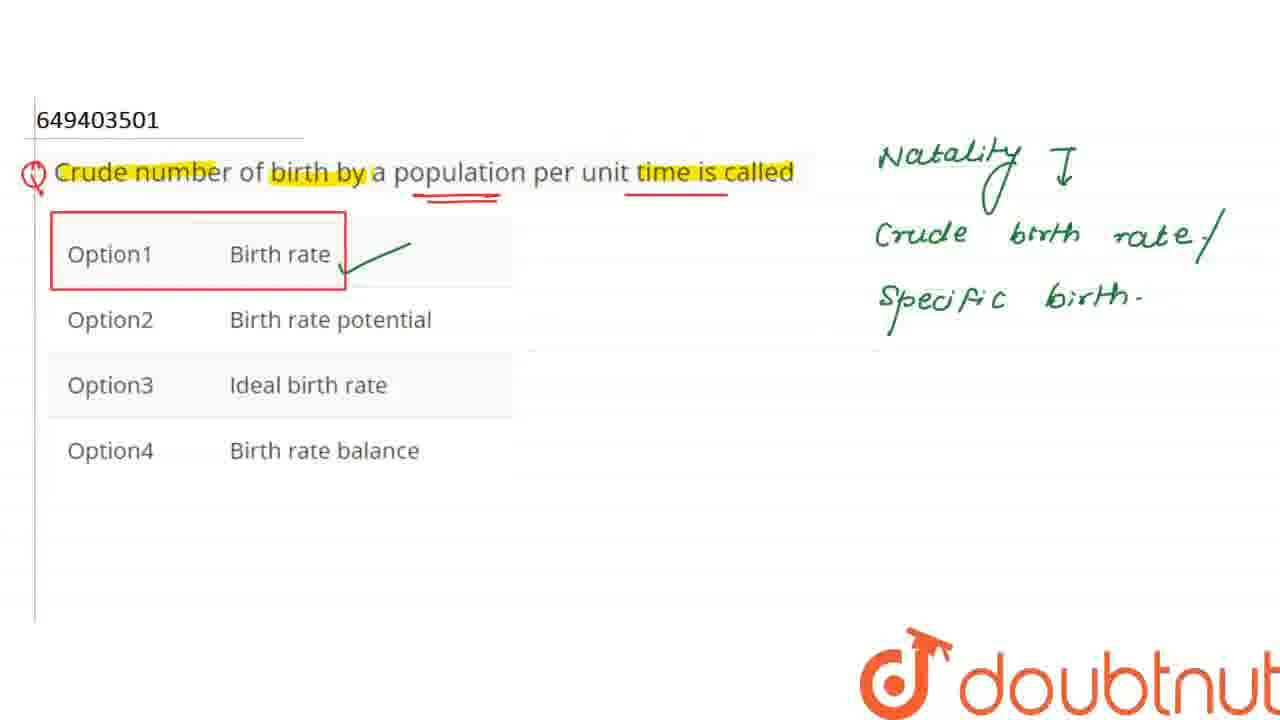 649403501
Q Crude number of birth by a population per unit time is called
Option1 Birth rate
Option2 Birth rate potential
Option3 Ideal birth rate
Option4 Birth rate balance
Natality
Crude birth rate./
Specific birth.
doubtnut